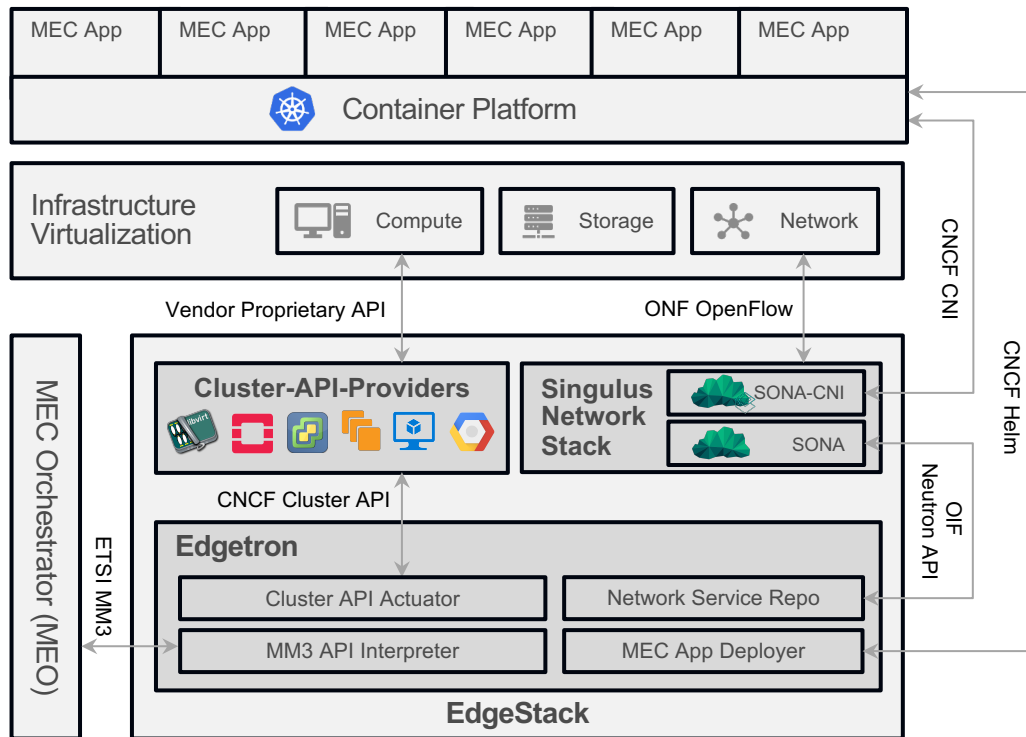 MEC App
MEC App
MEC App
MEC App
MEC App
MEC App
Container Platform
Infrastructure
Virtualization
Compute
Storage
Network
CNCF CNI
CNCF Helm
Vendor Proprietary API
ONF OpenFlow
MEC Orchestrator (MEO)
Cluster-API-Providers
libvirt
Singulus
Network
Stack
SONA-CNI
SONA
CNCF Cluster API
OIF
Neutron API
ETSI MM3
Edgetron
Cluster API Actuator
Network Service Repo
MM3 API Interpreter
MEC App Deployer
EdgeStack